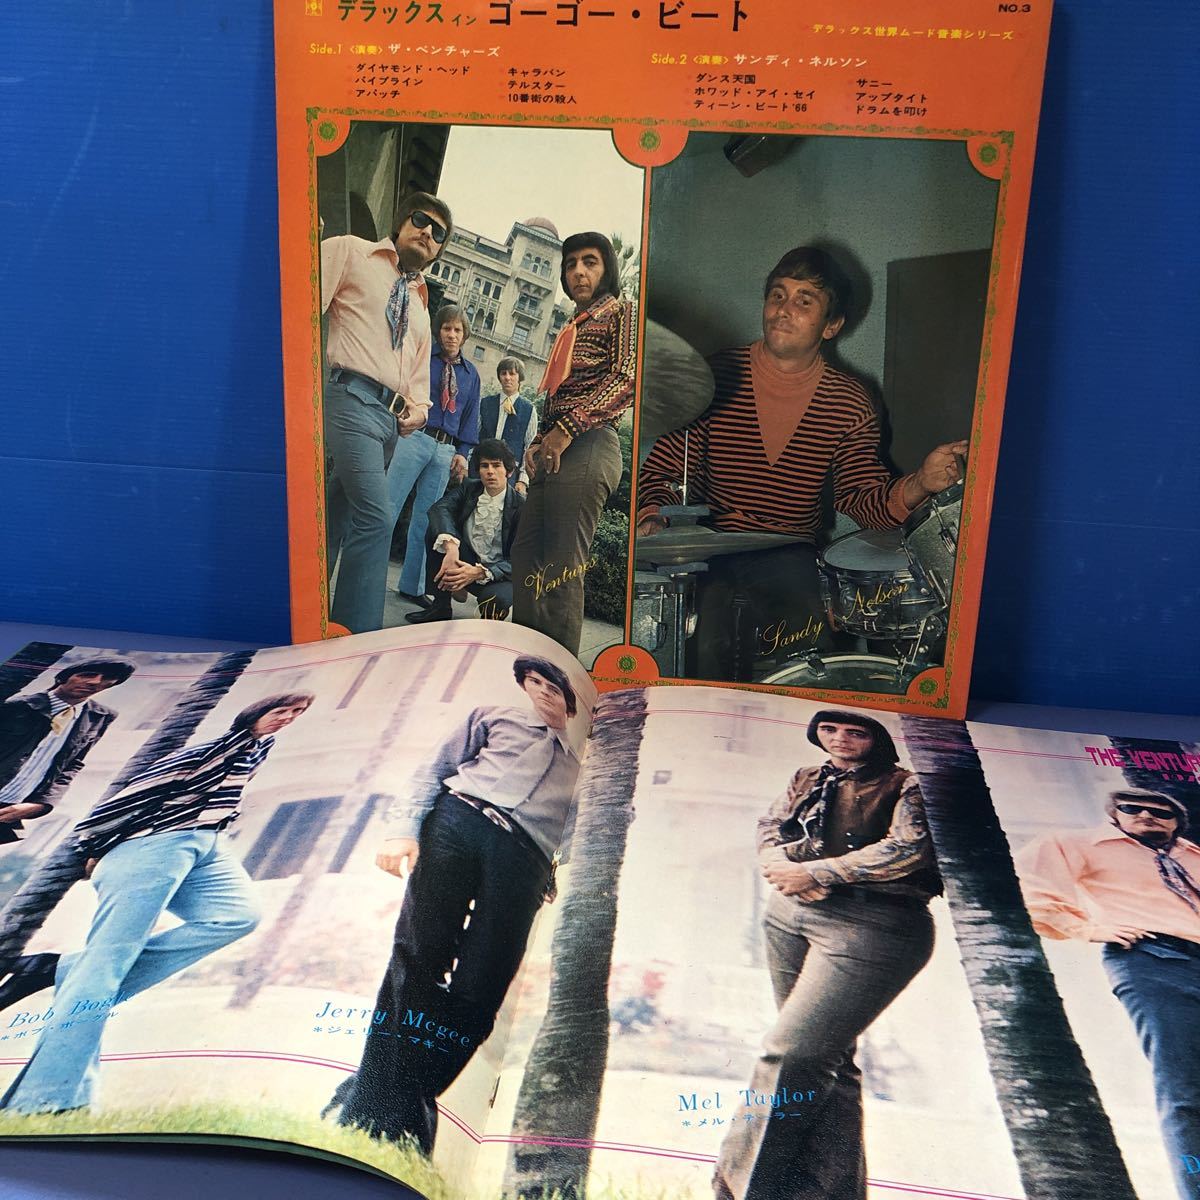 デラックス イン ゴーゴー・ビート
NO.3
デラックス世界ムード音楽シリーズ
Side.1〈演奏〉ザ・ベンチャーズ
ダイヤモンド・ヘッド
パイプライン
アパッチ
キャラバン
テルスター
10番街の殺人
Side.2〈演奏〉サンディ・ネルソン
ダンス天国
ホワッド・アイ・セイ
ティーン・ビート'66
サニー
アップタイト
ドラムを叩け
The Ventures
Sandy Nelson
THE VENTUR
Bob Bogle
*ボブ・ボーグル
Jerry Mcgee
*ジェリー・マギー
Mel Taylor
*メル・テーラー
D